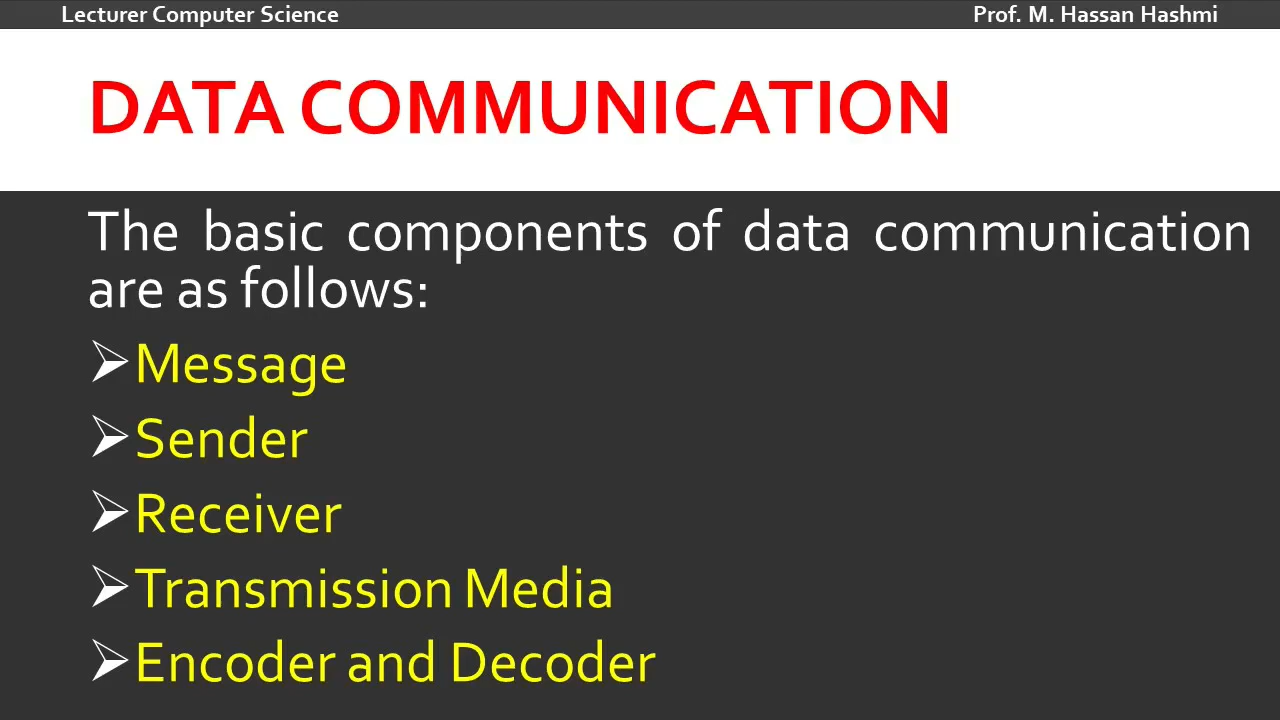 Lecturer Computer Science Prof. M. Hassan Hashmi
DATA COMMUNICATION
The basic components of data communication
are as follows:
➢Message
➢Sender
➢Receiver
➢Transmission Media
➢Encoder and Decoder